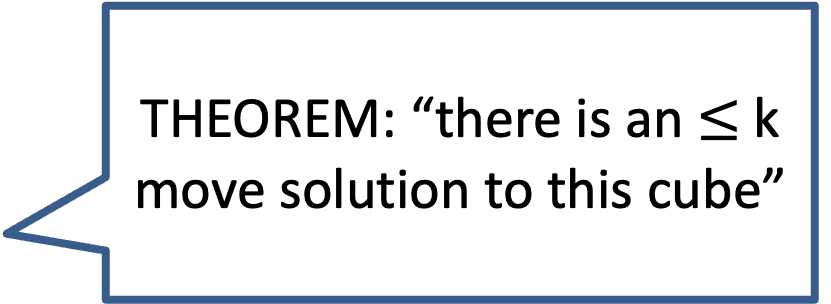 THEOREM: “there is an ≤ k
move solution to this cube”